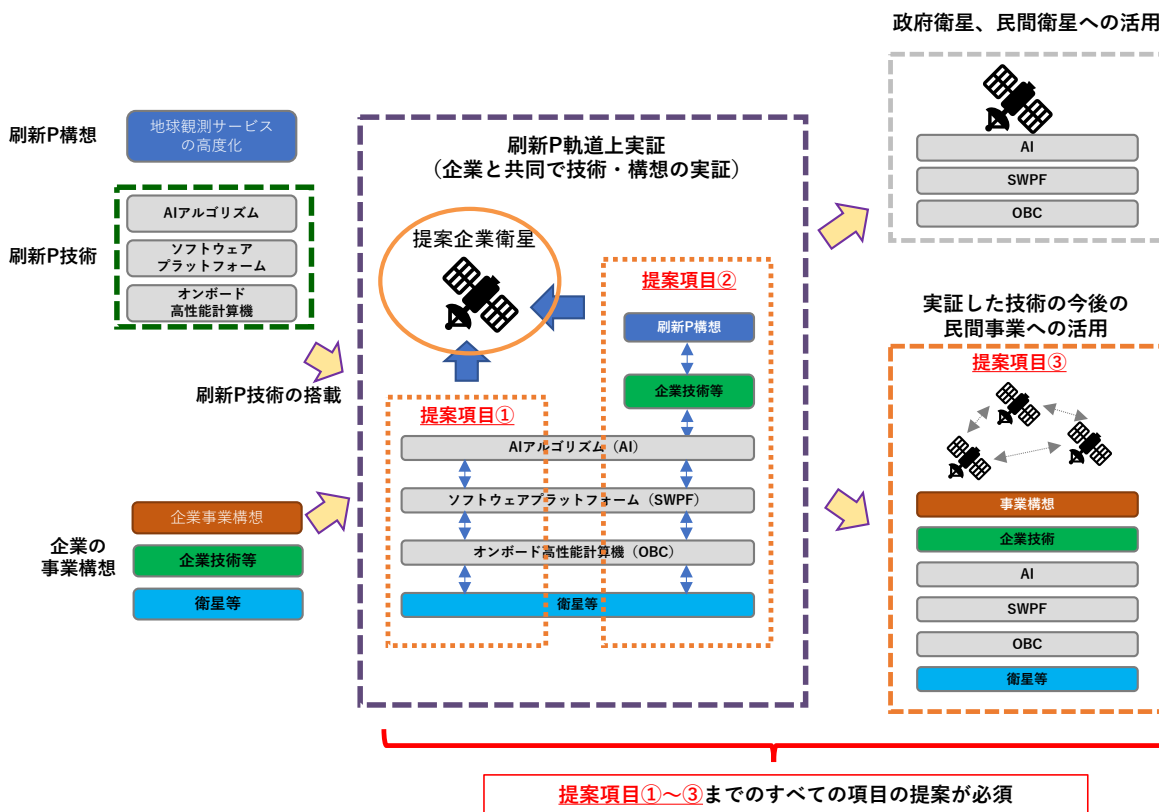 政府衛星、民間衛星への活用
AI
SWPF
OBC
刷新P構想
地球観測サービス
の高度化
刷新P技術
AIアルゴリズム
ソフトウェア
プラットフォーム
オンボード
高性能計算機
刷新P技術の搭載
企業の
事業構想
企業事業構想
企業技術等
衛星等
刷新P軌道上実証
（企業と共同で技術・構想の実証）
提案企業衛星
提案項目②
刷新P構想
企業技術等
提案項目①
AIアルゴリズム（AI）
ソフトウェアプラットフォーム（SWPF）
オンボード高性能計算機（OBC）
衛星等
実証した技術の今後の
民間事業への活用
提案項目③
事業構想
企業技術
AI
SWPF
OBC
衛星等
提案項目①～③までのすべての項目の提案が必須